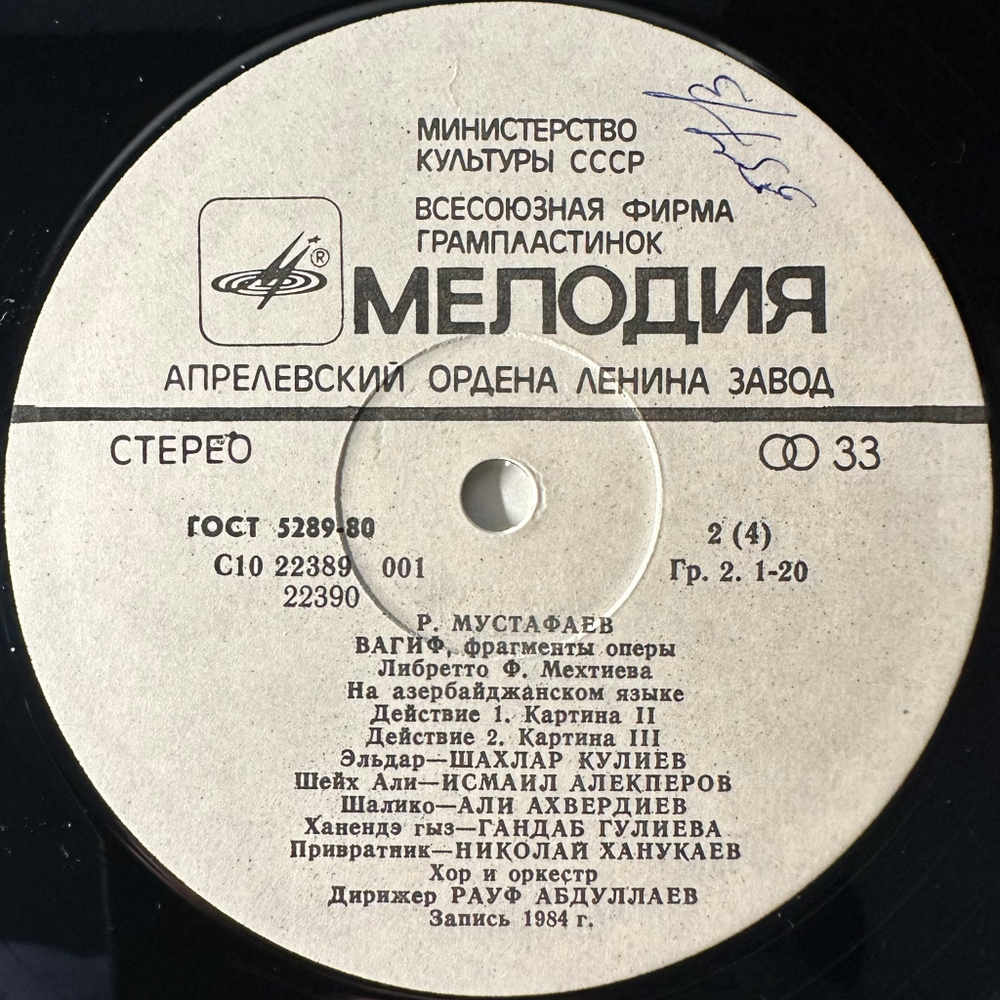 МИНИСТЕРСТВО
КУЛЬТУРЫ СССР
ВСЕСОЮЗНАЯ ФИРМА
ГРАМПЛАСТИНОК
®
МЕЛОДИЯ
АПРЕЛЕВСКИЙ ОРДЕНА ЛЕНИНА ЗАВОД
СТЕРЕО
33
ГОСТ 5289-80
2 (4)
С10 22389 001
Гр. 2. 1-20
22390
Р. МУСТАФАЕВ
ВАГИФ, фрагменты оперы
Либретто Ф. Мехтиева
На азербайджанском языке
Действие 1. Картина II
Действие 2. Картина III
Эльдар—ШАХЛАР КУЛИЕВ
Шейх Али—ИСМАИЛ АЛЕКПЕРОВ
Шалико—АЛИ АХВЕРДИЕВ
Ханендэ гыз—ГАНДАБ ГУЛИЕВА
Привратник—НИКОЛАЙ ХАНУКАЕВ
Хор и оркестр
Дирижер РАУФ АБДУЛЛАЕВ
Запись 1984 г.